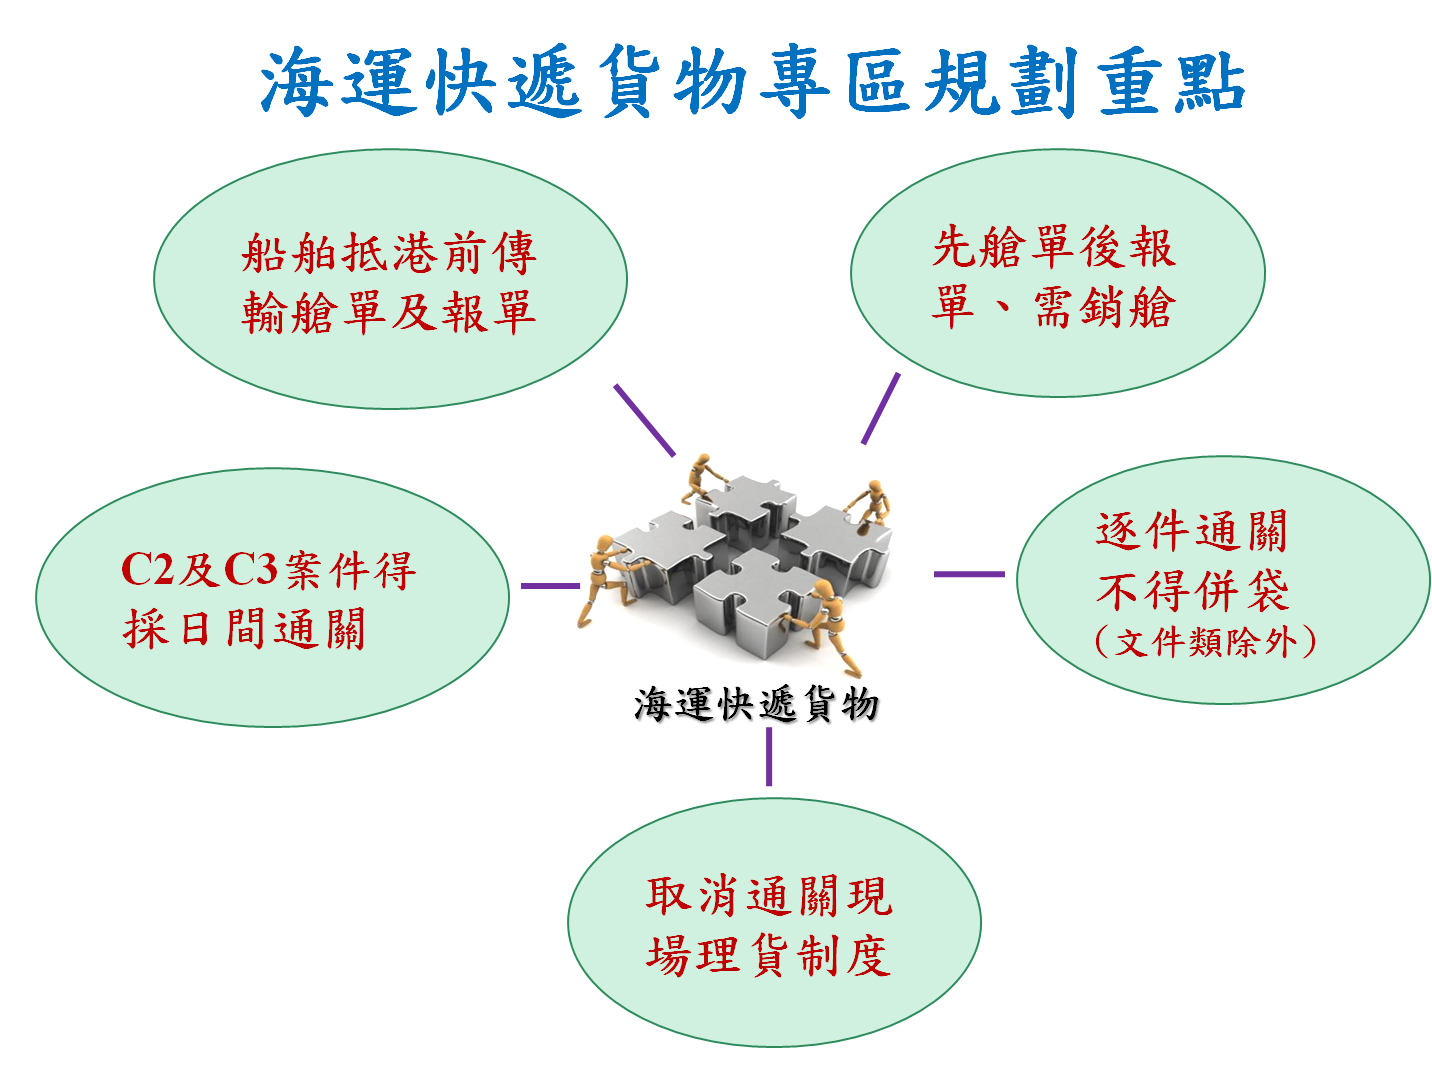 海運快遞貨物專區規劃重點
船舶抵港前傳
輸艙單及報單
先艙單後報
單、需銷艙
C2及C3案件得
採日間通關
逐件通關
不得併袋
（文件類除外）
海運快遞貨物
取消通關現
場理貨制度